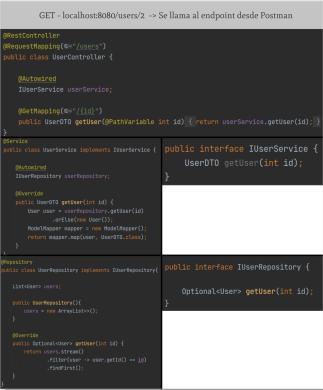 GET - localhost:8080/users/2 -> Se llama al endpoint desde Postman
@RestController
@RequestMapping("/users")
public class UserController {
@Autowired
IUserService userService;
@GetMapping("/{id}")
public UserDTO getUser(@PathVariable int id) { return userService.getUser(id); }
}
@Service
public class UserService implements IUserService {
@Autowired
IUserRepository userRepository;
@Override
public UserDTO getUser(int id) {
User user = userRepository.getUser(id)
.orElse(new User());
ModelMapper mapper = new ModelMapper();
return mapper.map(user, UserDTO.class);
}
}
public interface IUserService {
UserDTO getUser(int id);
}
@Repository
public class UserRepository implements IUserRepository{
List<User> users;
public UserRepository(){
users = new ArrayList<>();
}
@Override
public Optional<User> getUser(int id) {
return users.stream()
.filter(user -> user.getId() == id)
.findFirst();
}
}
public interface IUserRepository {
Optional<User> getUser(int id);
}